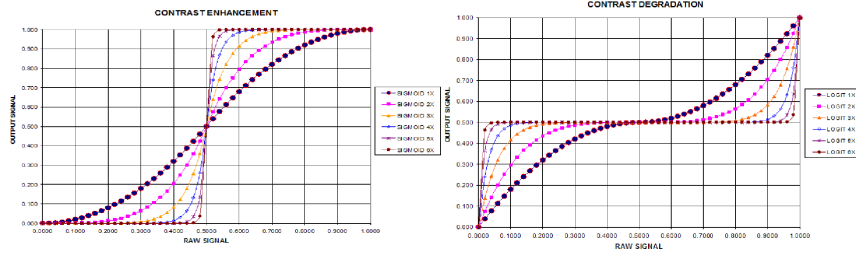 CONTRAST ENHANCEMENT
1.000
0.900
0.800
0.700
0.600
0.500
0.400
0.300
0.200
0.100
0.000
OUTPUT SIGNAL
0.0000 0.1000 0.2000 0.3000 0.4000 0.5000 0.6000 0.7000 0.8000 0.9000 1.0000
RAW SIGNAL
SIGMOID 1X
SIGMOID 2X
SIGMOID 3X
SIGMOID 4X
SIGMOID 5X
SIGMOID 6X
CONTRAST DEGRADATION
1.000
0.900
0.800
0.700
0.600
0.500
0.400
0.300
0.200
0.100
0.000
OUTPUT SIGNAL
0.0000 0.1000 0.2000 0.3000 0.4000 0.5000 0.6000 0.7000 0.8000 0.9000 1.0000
RAW SIGNAL
LOGIT 1X
LOGIT 2X
LOGIT 3X
LOGIT 4X
LOGIT 5X
LOGIT 6X